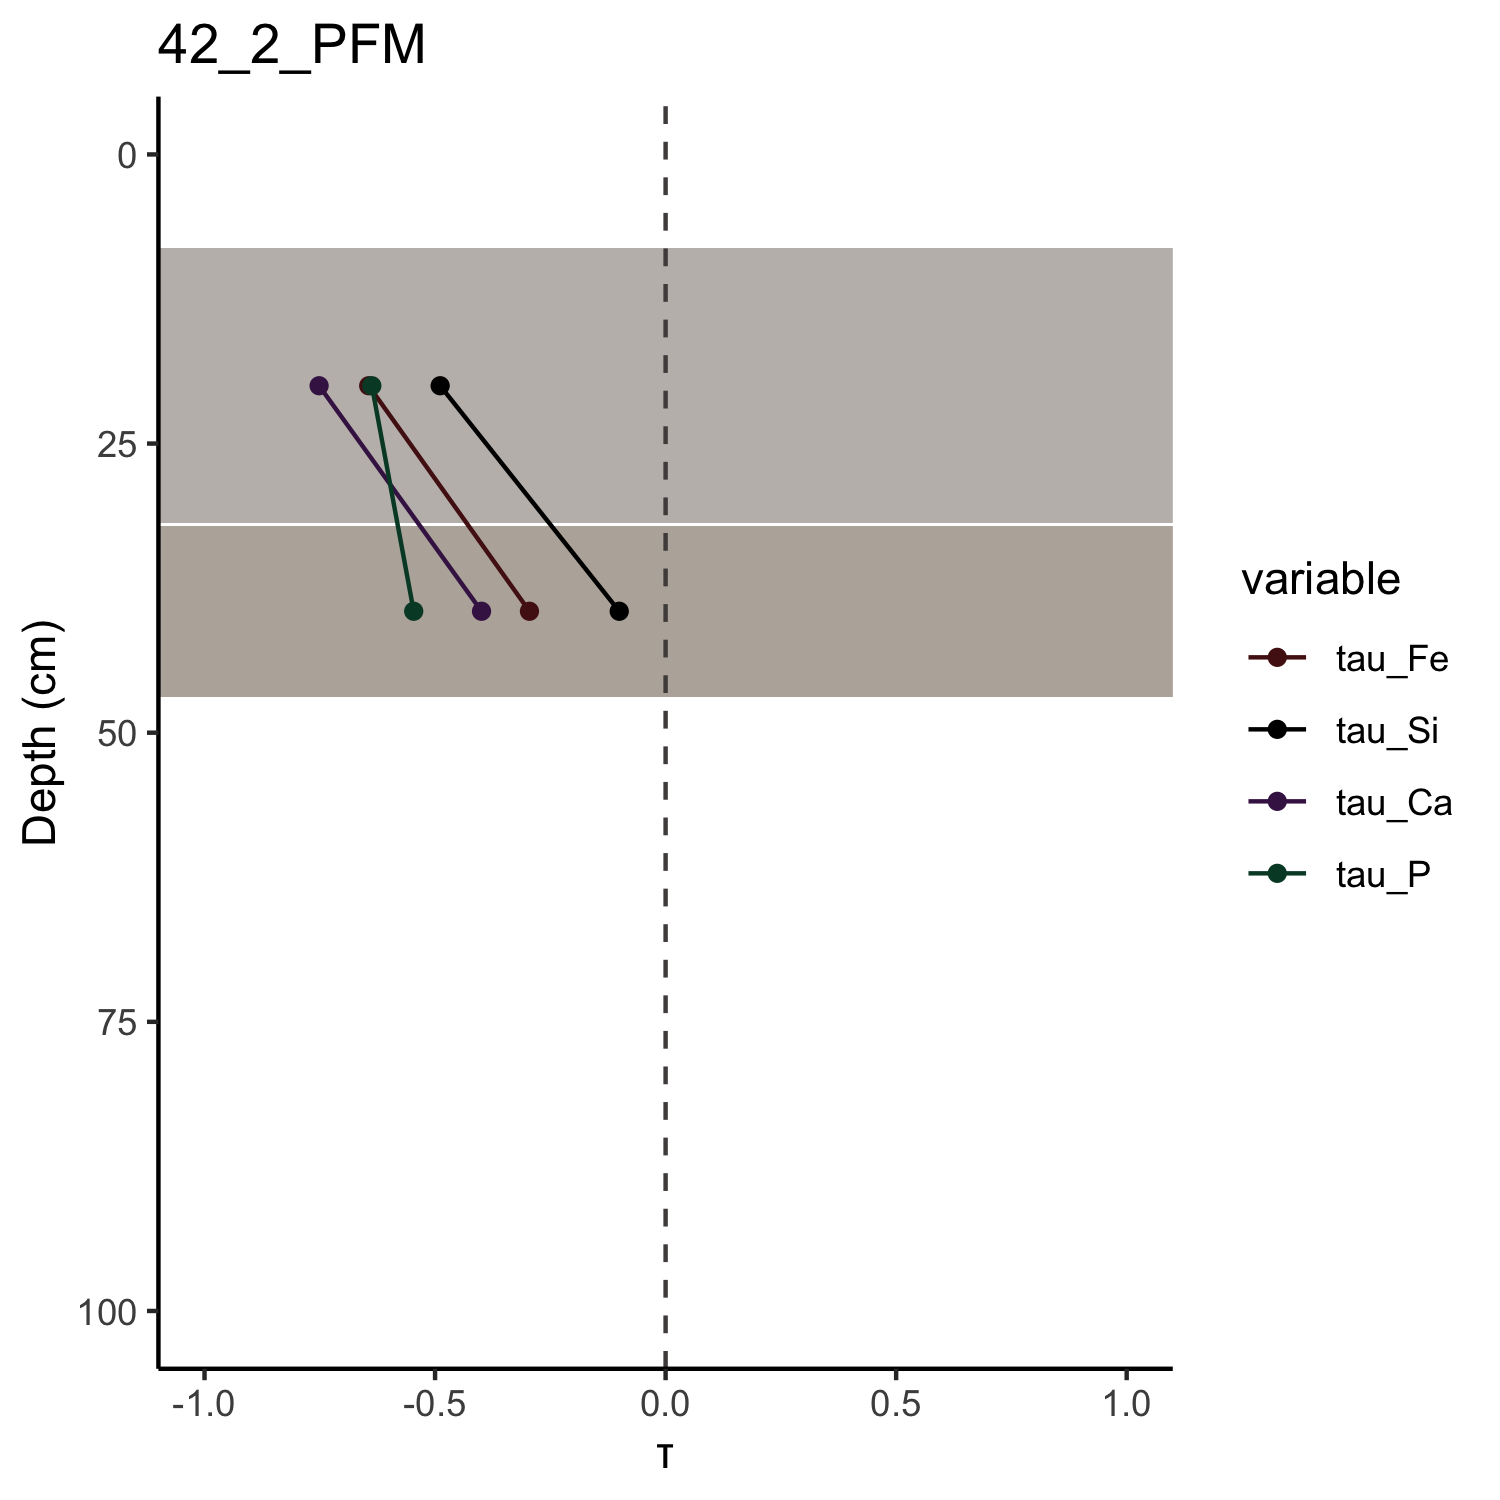 42_2_PFM
0
25
50
75
100
Depth (cm)
-1.0 -0.5 0.0 0.5 1.0
τ
variable
tau_Fe
tau_Si
tau_Ca
tau_P